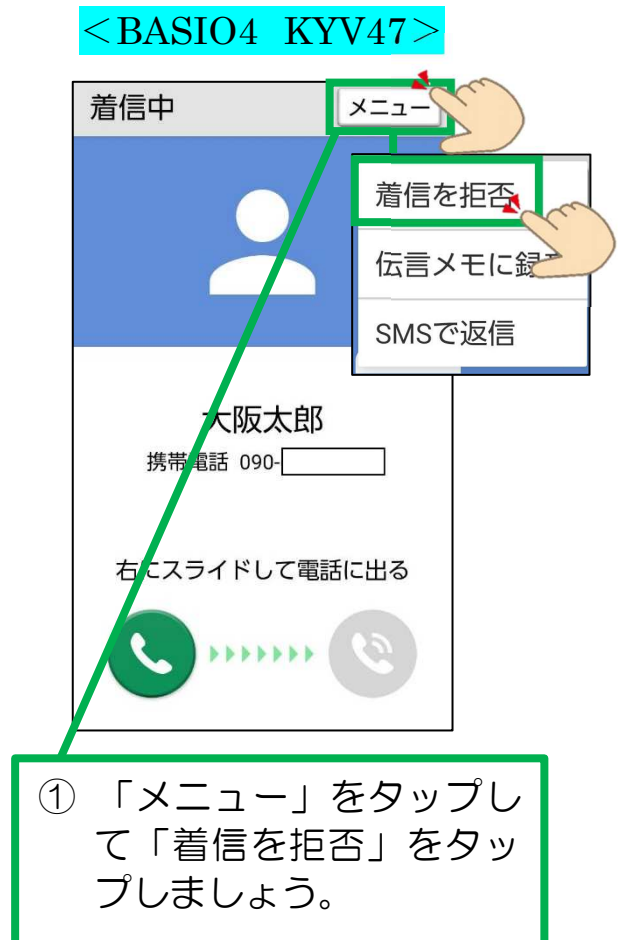 <BASIO4 KYV47>
着信中
メニュー
着信を拒否
伝言メモに録
SMSで返信
大阪太郎
携帯電話 090-
右にスライドして電話に出る
① 「メニュー」をタップし
て「着信を拒否」をタッ
プしましょう。